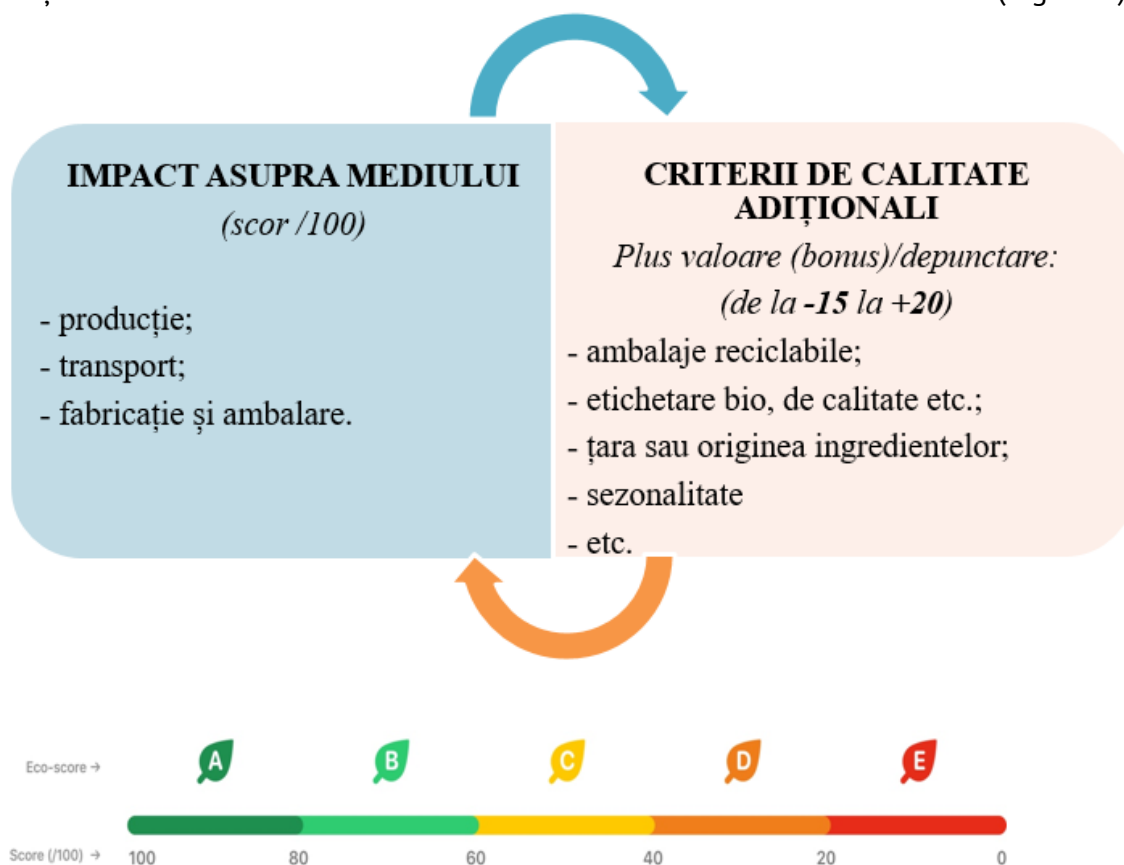 IMPACT ASUPRA MEDIULUI
(scor /100)
- producție;
- transport;
- fabricație și ambalare.
CRITERII DE CALITATE
ADIȚIONALI
Plus valoare (bonus)/depunctare:
(de la -15 la +20)
- ambalaje reciclabile;
- etichetare bio, de calitate etc.;
- țara sau originea ingredientelor;
- sezonalitate
- etc.
Eco-score →
A B C D E
Score (/100) → 100 80 60 40 20 0